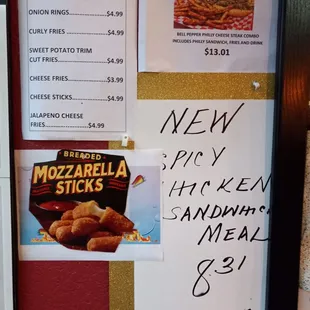 ONION RINGS..................$4.99
CURLY FRIES..................$4.99
SWEET POTATO TRIM
CUT FRIES......................$4.99
CHEESE FRIES.................$3.99
CHEESE STICKS...............$4.99
JALAPENO CHEESE
FRIES.........................$4.99
BELL PEPPER PHILLY CHEESE STEAK COMBO
INCLUDES PHILLY SANDWICH, FRIES AND DRINK
$13.01
BREADED
MOZZARELLA
STICKS
NEW
SPICY
HICKEN
SANDWHIC
MEAL
8.31